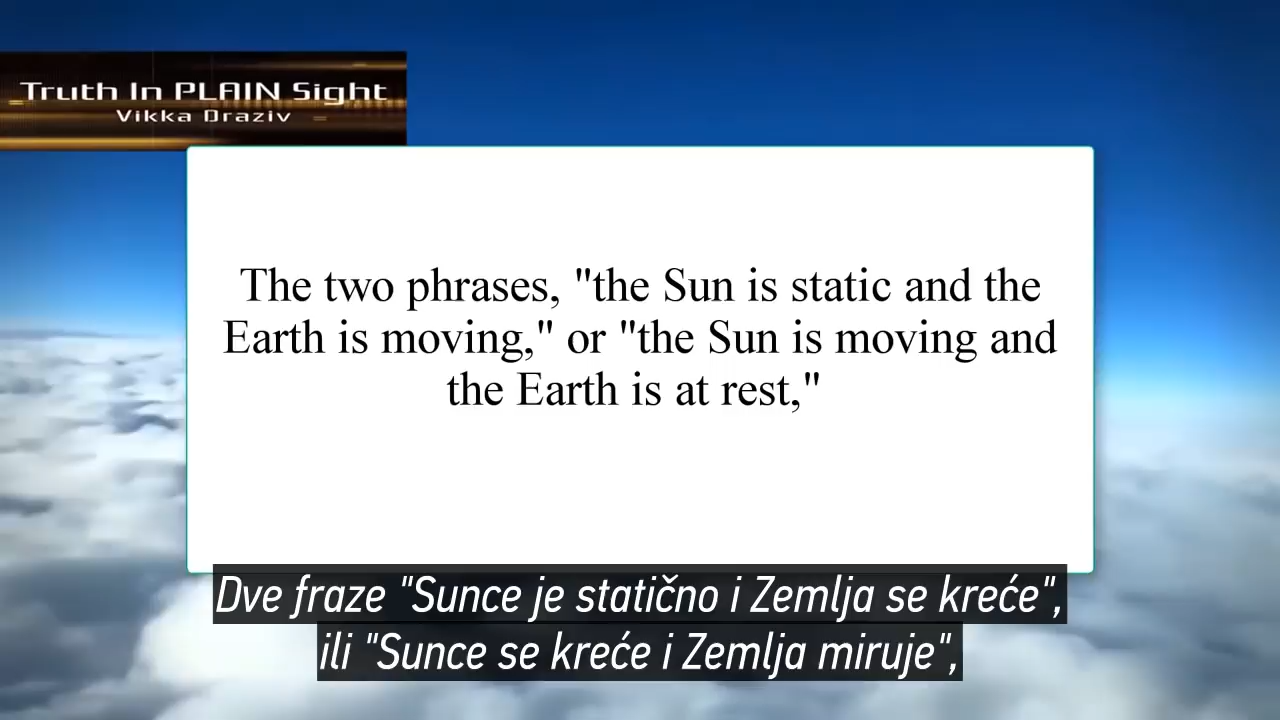 Truth In PLAIN Sight
Vikka Draziv
The two phrases, "the Sun is static and the
Earth is moving," or "the Sun is moving and
the Earth is at rest,"
Dve fraze "Sunce je statično i Zemlja se kreće",
ili "Sunce se kreće i Zemlja miruje",